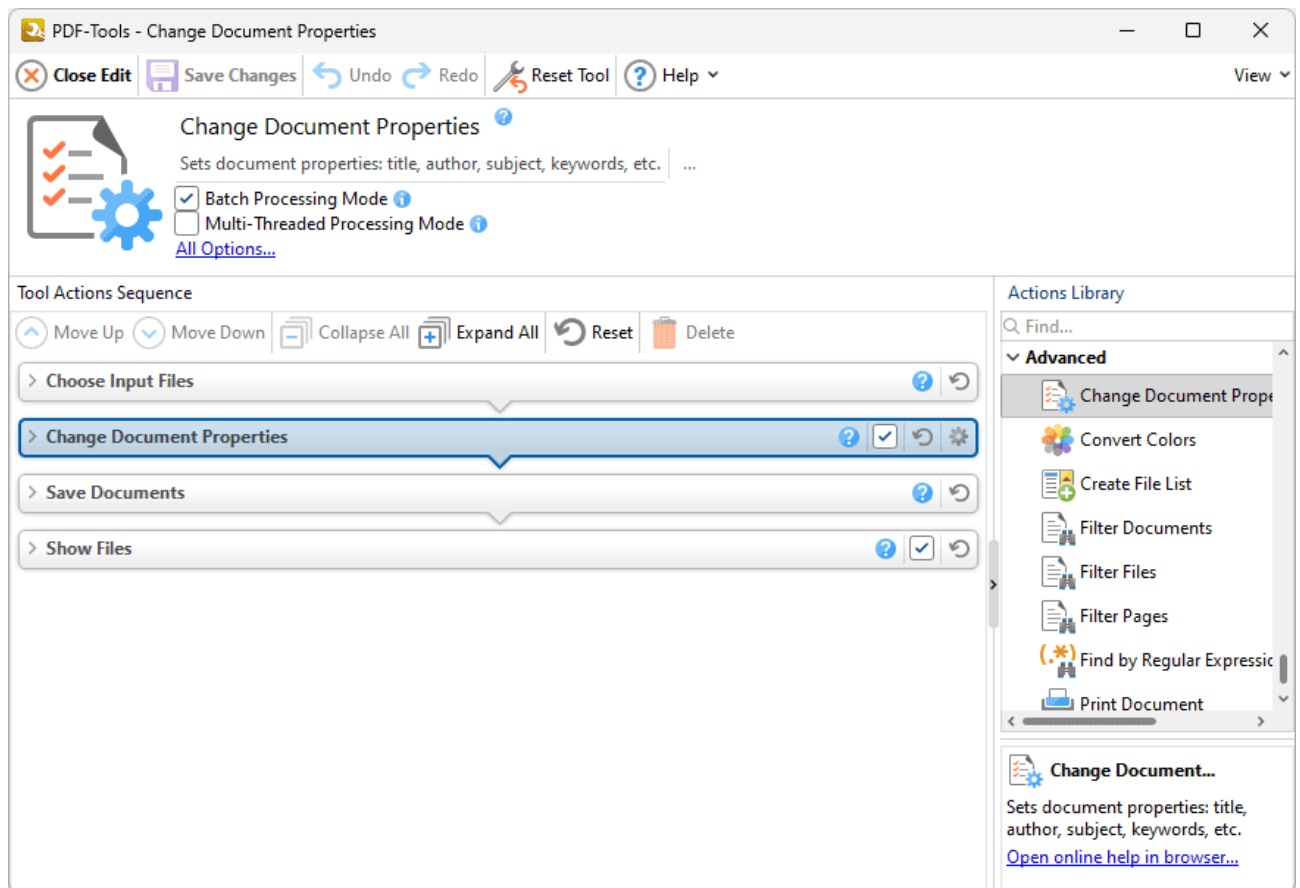 PDF-Tools - Change Document Properties
Close Edit Save Changes Undo Redo Reset Tool Help View
Change Document Properties
Sets document properties: title, author, subject, keywords, etc. ...
Batch Processing Mode
Multi-Threaded Processing Mode
All Options...
Tool Actions Sequence
Move Up Move Down Collapse All Expand All Reset Delete
Choose Input Files
Change Document Properties
Save Documents
Show Files
Actions Library
Find...
Advanced
Change Document Prope
Convert Colors
Create File List
Filter Documents
Filter Files
Filter Pages
(.*) Find by Regular Expressic
Print Document
Change Document...
Sets document properties: title,
author, subject, keywords, etc.
Open online help in browser...